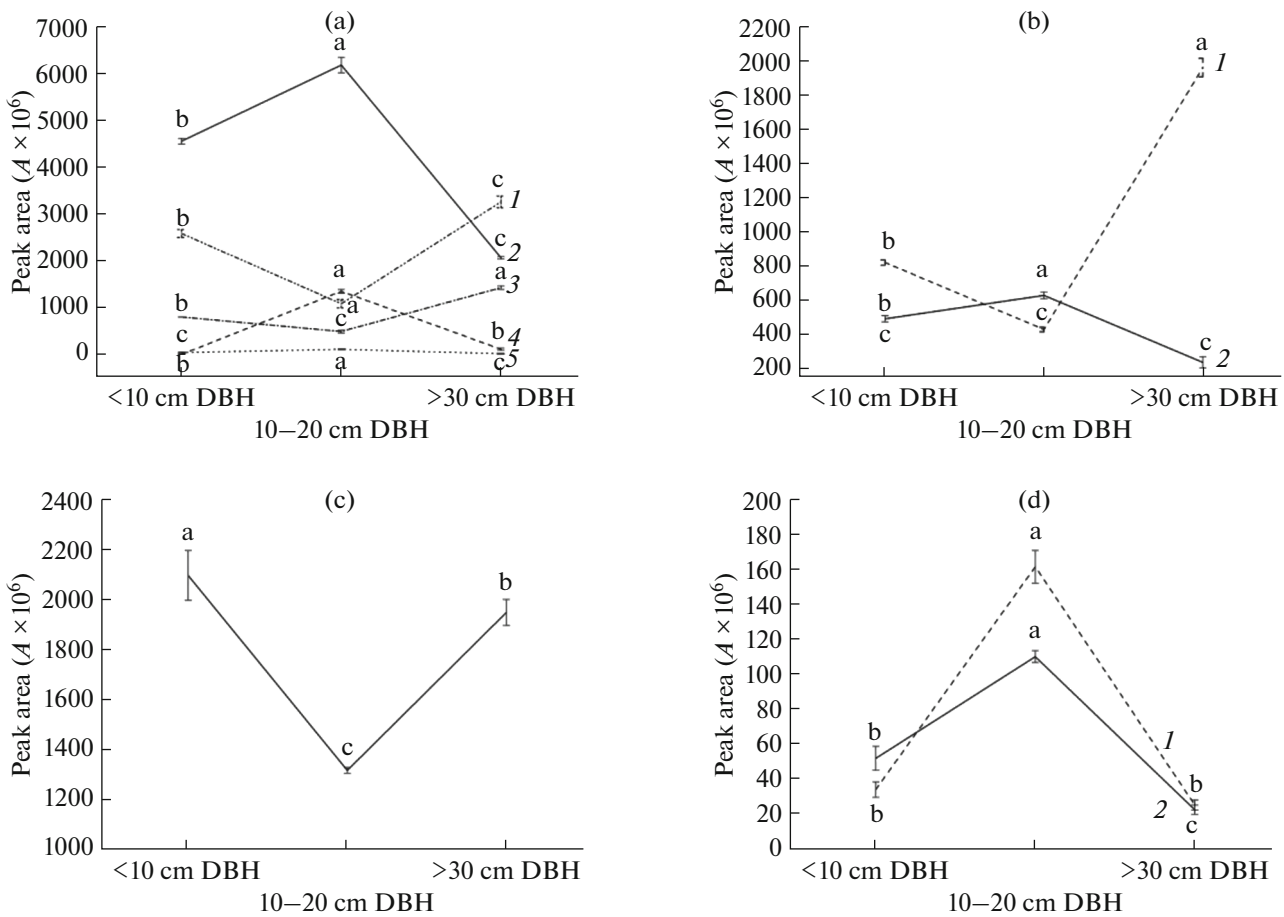 (a)
Peak area (A ×10⁶)
7000
6000
5000
4000
3000
2000
1000
0
b
a
b
a
c
1
c
2
b
a
c
a
3
c
b
4
5
b
a
c
<10 cm DBH
>30 cm DBH
10–20 cm DBH
(b)
Peak area (A ×10⁶)
2200
2000
1800
1600
1400
1200
1000
800
600
400
200
a
1
b
a
b
c
c
c
2
<10 cm DBH
>30 cm DBH
10–20 cm DBH
(c)
Peak area (A ×10⁶)
2400
2200
2000
1800
1600
1400
1200
1000
a
b
c
<10 cm DBH
>30 cm DBH
10–20 cm DBH
(d)
Peak area (A ×10⁶)
200
180
160
140
120
100
80
60
40
20
0
a
a
b
1
b
b
2
c
<10 cm DBH
>30 cm DBH
10–20 cm DBH